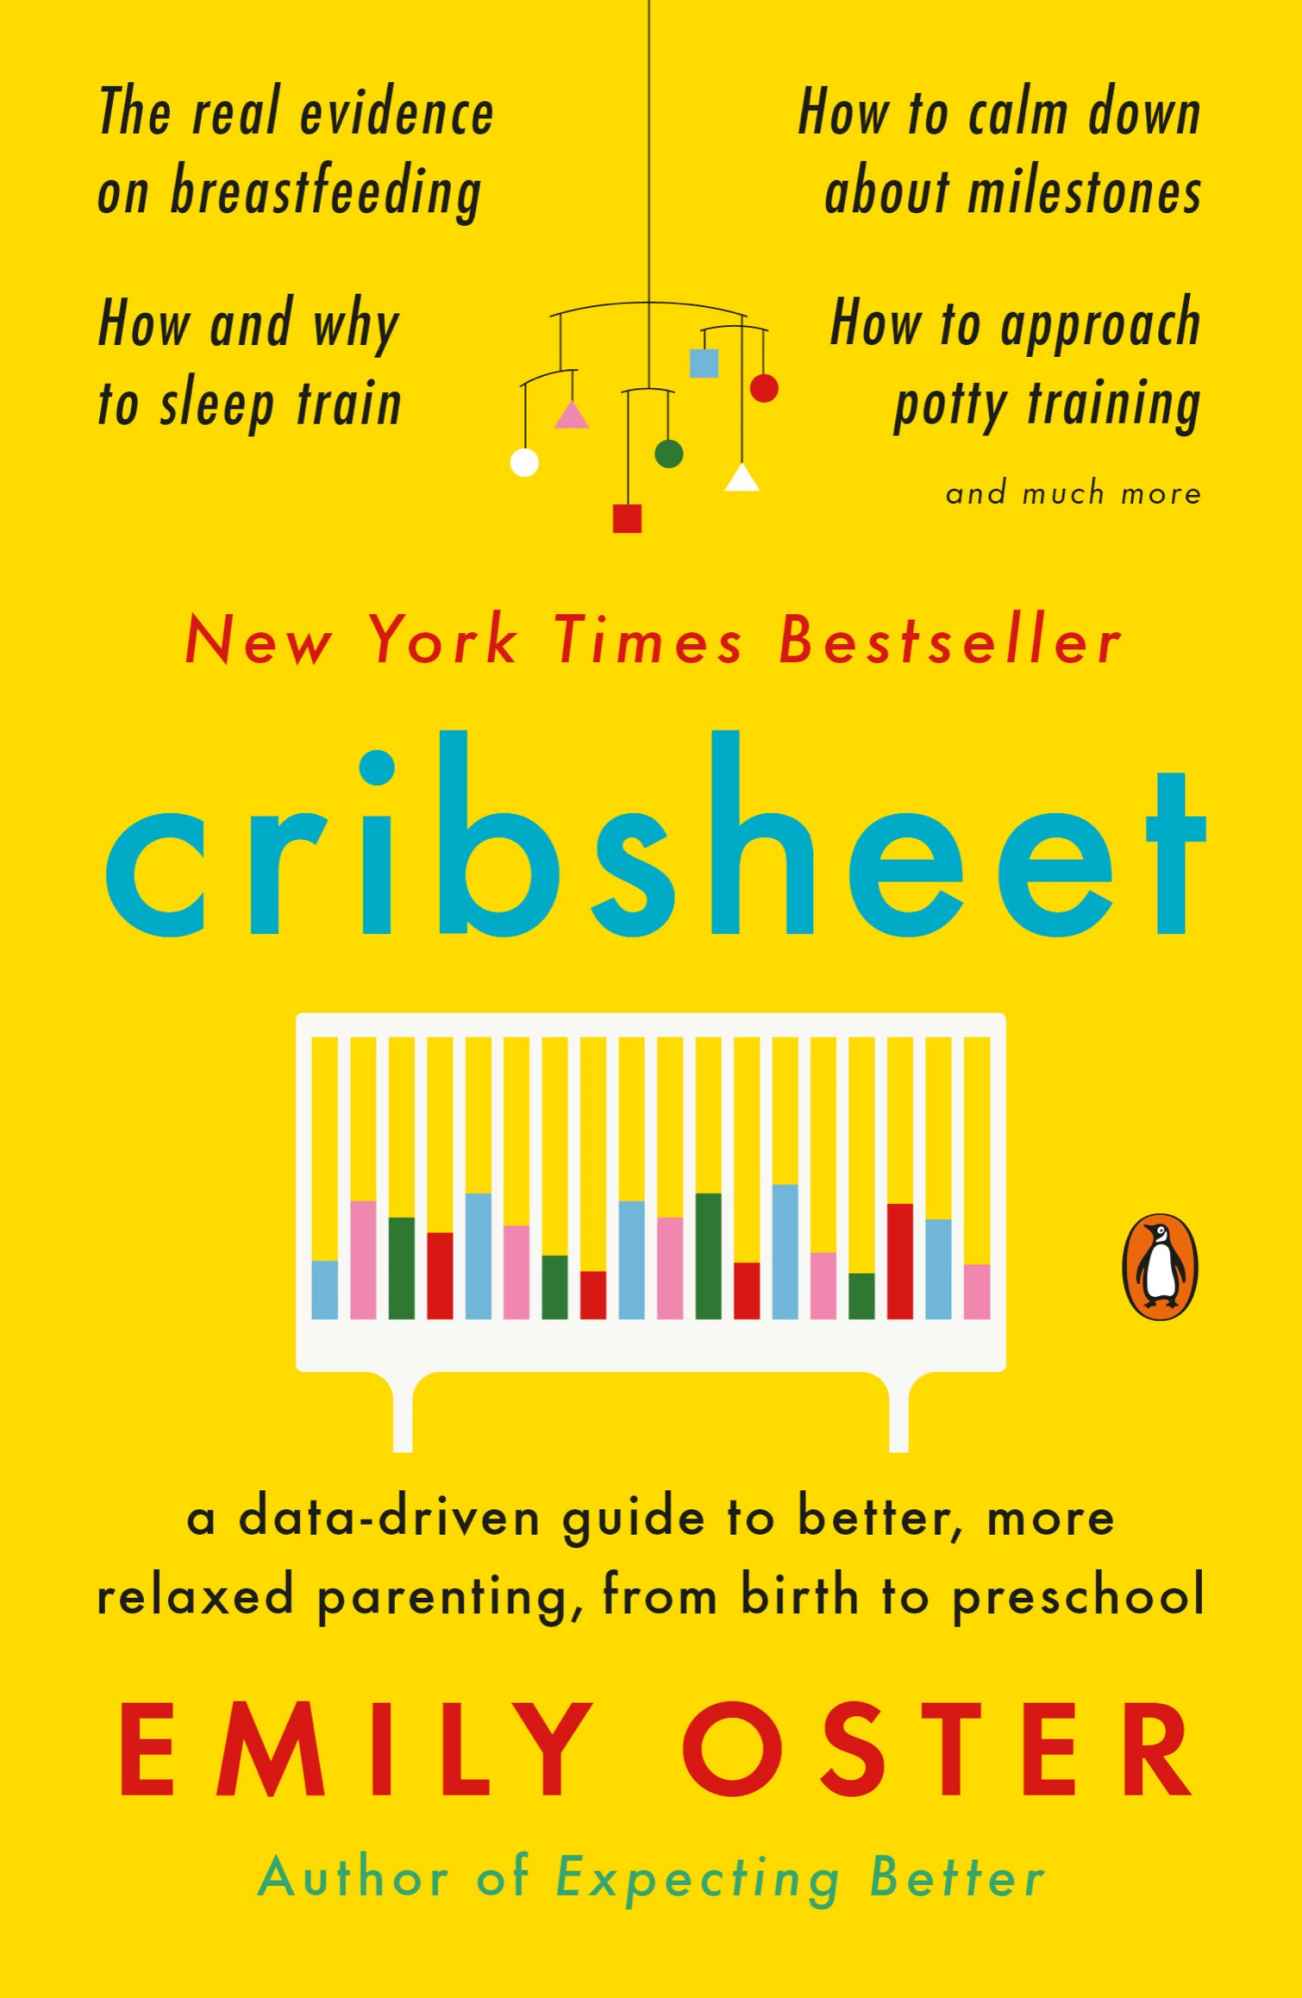 The real evidence
on breastfeeding
How and why
to sleep train
How to calm down
about milestones
How to approach
potty training
and much more
New York Times Bestseller
cribsheet
a data-driven guide to better, more
relaxed parenting, from birth to preschool
EMILY OSTER
Author of Expecting Better